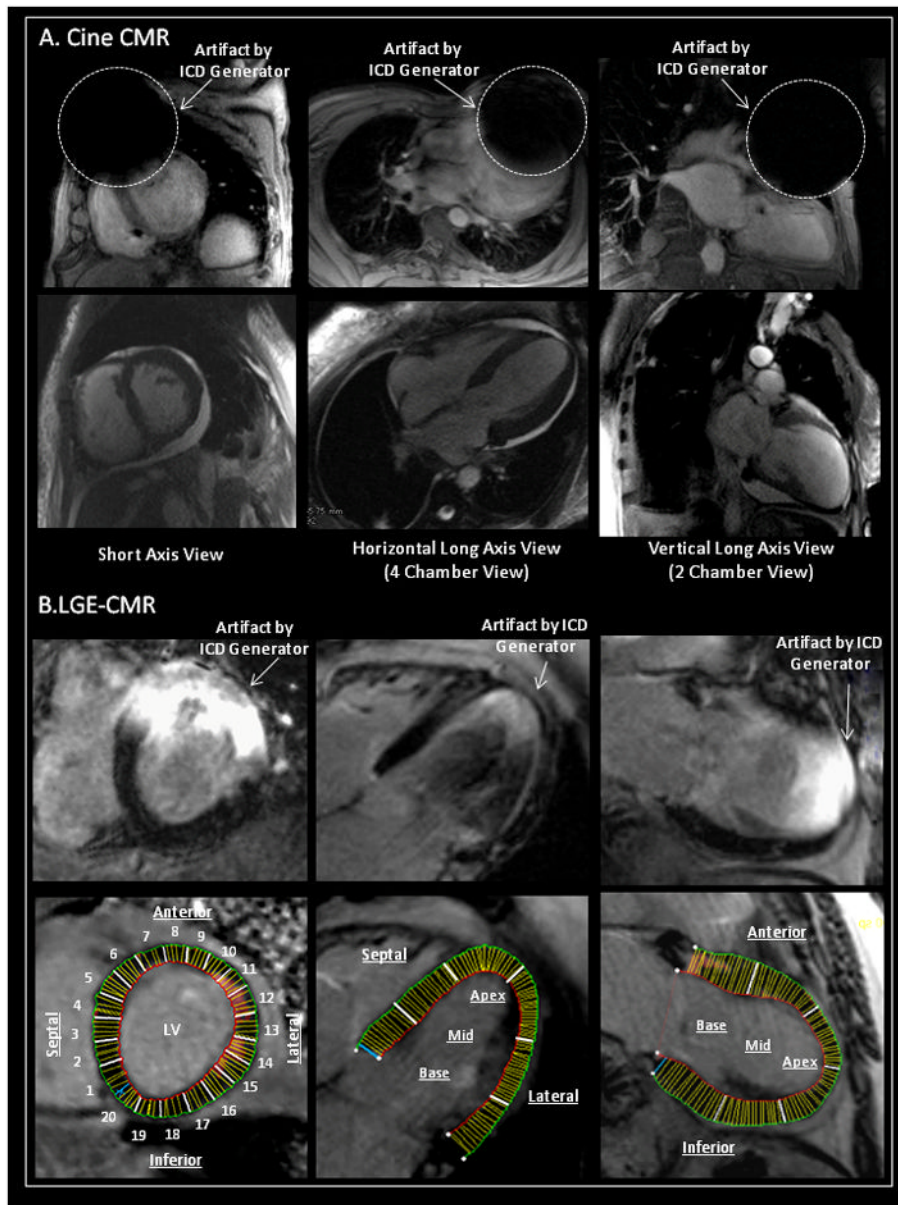 A. Cine CMR
Artifact by
ICD Generator
Artifact by
ICD Generator
Artifact by
ICD Generator
5.75 mm
Short Axis View
Horizontal Long Axis View
(4 Chamber View)
Vertical Long Axis View
(2 Chamber View)
B.LGE-CMR
Artifact by
ICD Generator
Artifact by ICD
Generator
Artifact by ICD
Generator
Anterior
8
7
9
6
10
5
11
4
12
Septal
3
LV
13
Lateral
2
14
1
15
20
16
19
18
17
Inferior
Septal
Apex
Mid
Base
Lateral
Anterior
Base
Mid
Apex
Inferior